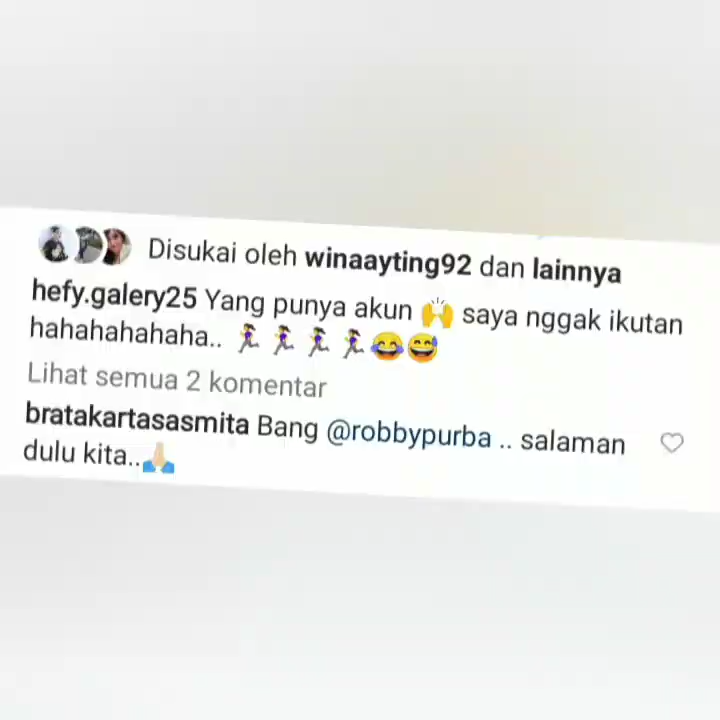 Disukai oleh winaayting92 dan lainnya
hefy.galery25 Yang punya akun 🙌 saya nggak ikutan
hahahahahaha.. 🏃‍♀️🏃‍♀️🏃‍♀️🏃‍♀️😂😅
Lihat semua 2 komentar
bratakartasasmita Bang @robbypurba .. salaman
dulu kita..🙏🏼